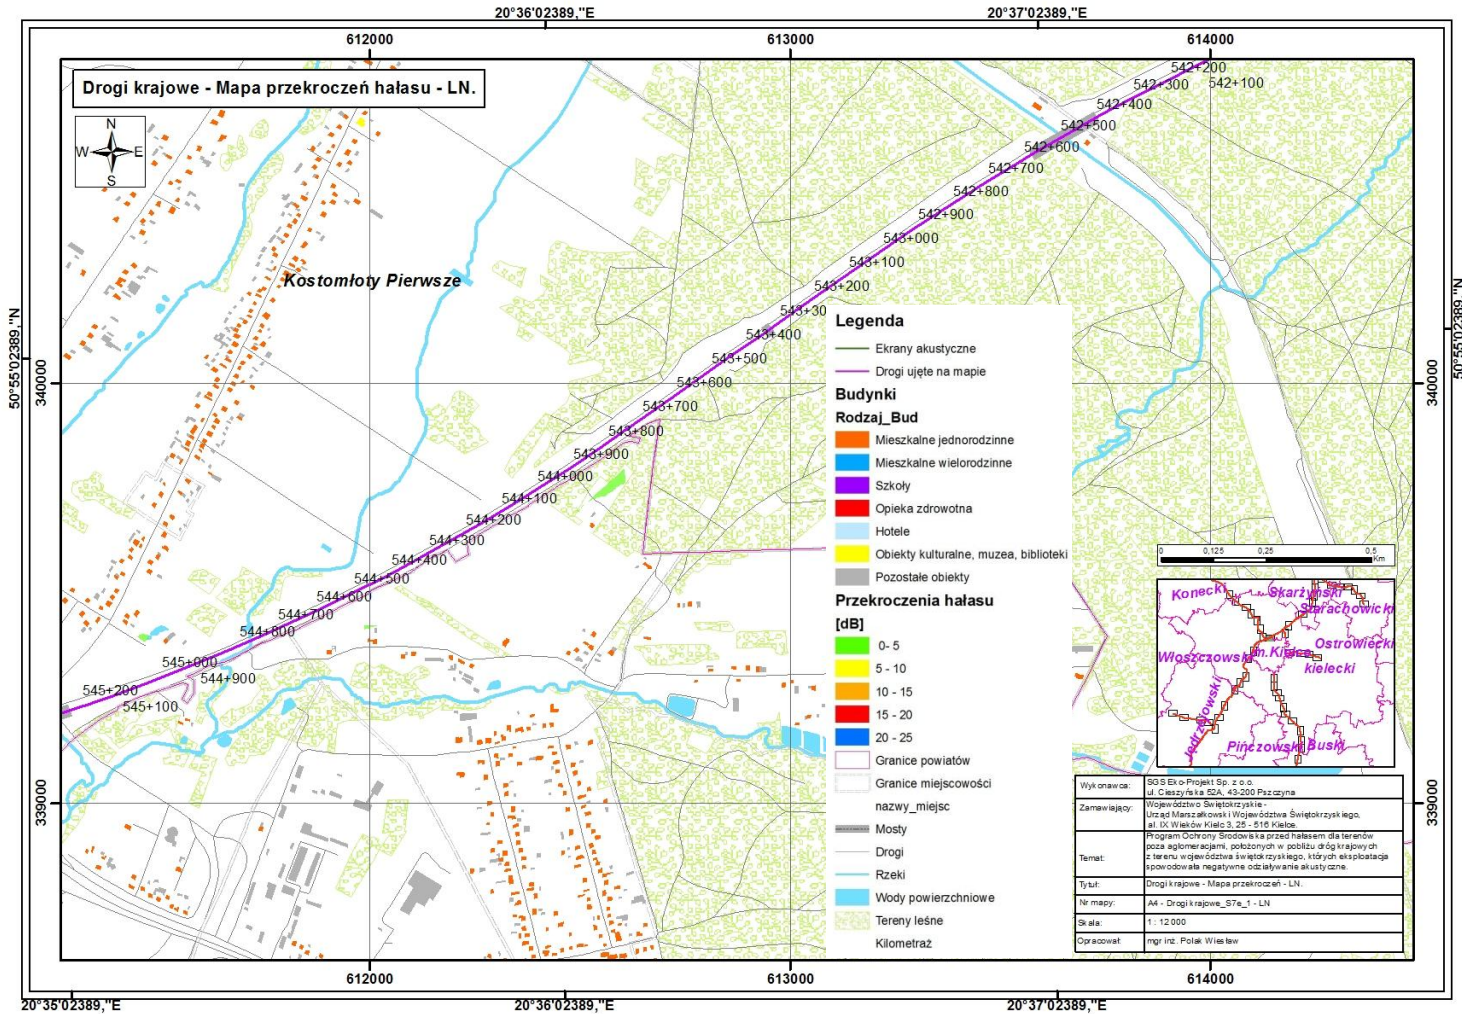 20°36'02389,"E
20°37'02389,"E
612000
613000
614000
Drogi krajowe - Mapa przekroczeń hałasu - LN.
N
W
E
S
Kostomłoty Pierwsze
542+200
542+100
542+300
542+400
542+500
542+600
542+700
542+800
542+900
543+000
543+100
543+200
543+30
543+400
543+500
543+600
543+700
543+800
543+900
544+000
544+100
544+200
544+300
544+400
544+500
544+600
544+700
544+800
545+000
544+900
545+200
545+100
50°55'02389,"N
340000
339000
50°55'02389,"N
340000
339000
Legenda
Ekrany akustyczne
Drogi ujęte na mapie
Budynki
Rodzaj_Bud
Mieszkalne jednorodzinne
Mieszkalne wielorodzinne
Szkoły
Opieka zdrowotna
Hotele
Obiekty kulturalne, muzea, biblioteki
Pozostałe obiekty
Przekroczenia hałasu
[dB]
0- 5
5 - 10
10 - 15
15 - 20
20 - 25
Granice powiatów
Granice miejscowości
nazwy_miejsc
Mosty
Drogi
Rzeki
Wody powierzchniowe
Tereny leśne
Kilometraż
0 0,125 0,25 0,5
Km
Konecki
Skarżyński
Starachowicki
Ostrowiecki
Włoszczowski
m.Kielce
kielecki
Jędrzejowski
Pińczowski
Buski
Wykonawca: SGS Eko-Projekt Sp. z o.o.
ul. Cieszyńska 52A, 43-200 Pszczyna
Zamawiający: Województwo Świętokrzyskie -
Urząd Marszałkowski Województwa Świętokrzyskiego,
al. IX Wieków Kielc 3, 25 - 516 Kielce.
Temat: Program Ochrony Środowiska przed hałasem dla terenów
poza aglomeracjami, położonych w pobliżu dróg krajowych
z terenu województwa świętokrzyskiego, których eksploatacja
spowodowała negatywne odziaływanie akustyczne.
Tytuł: Drogi krajowe - Mapa przekroczeń - LN.
Nr mapy: A4 - Drogi krajowe_S7e_1 - LN
Skala: 1 : 12 000
Opracował: mgr inż. Polak Wiesław
612000
613000
614000
20°35'02389,"E
20°36'02389,"E
20°37'02389,"E